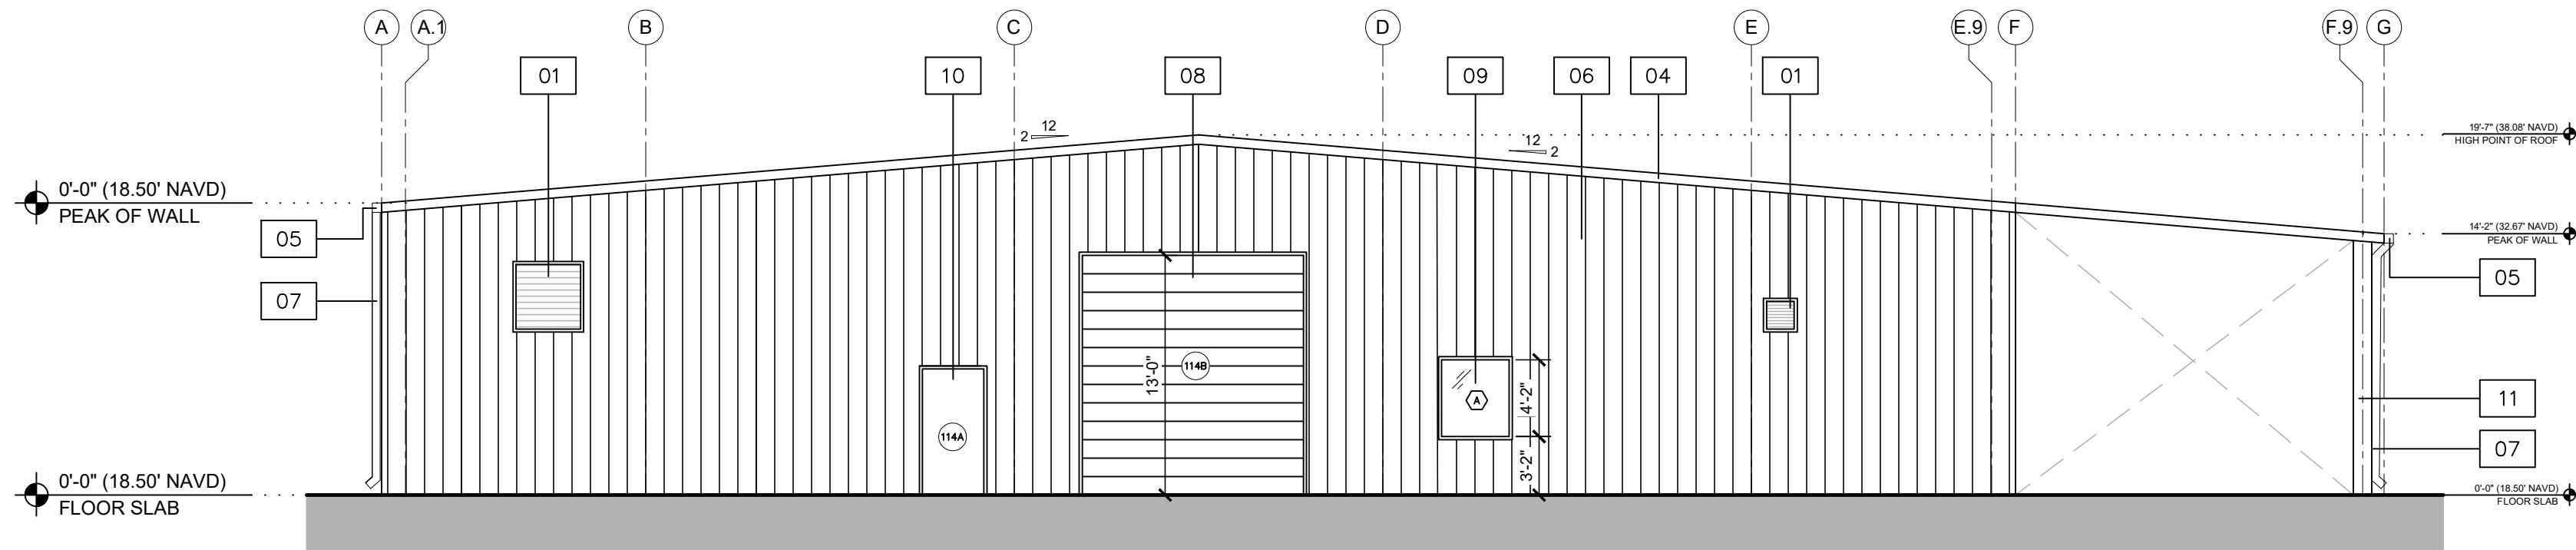 A A.1 B C D E E.9 F F.9 G
01 10 08 09 06 04 01
12
2
12
2
19'-7" (38.08' NAVD)
HIGH POINT OF ROOF
0'-0" (18.50' NAVD)
PEAK OF WALL
14'-2" (32.67' NAVD)
PEAK OF WALL
05
05
07
13'-0"
114B
A
4'-2"
11
114A
07
3'-2"
0'-0" (18.50' NAVD)
FLOOR SLAB
0'-0" (18.50' NAVD)
FLOOR SLAB